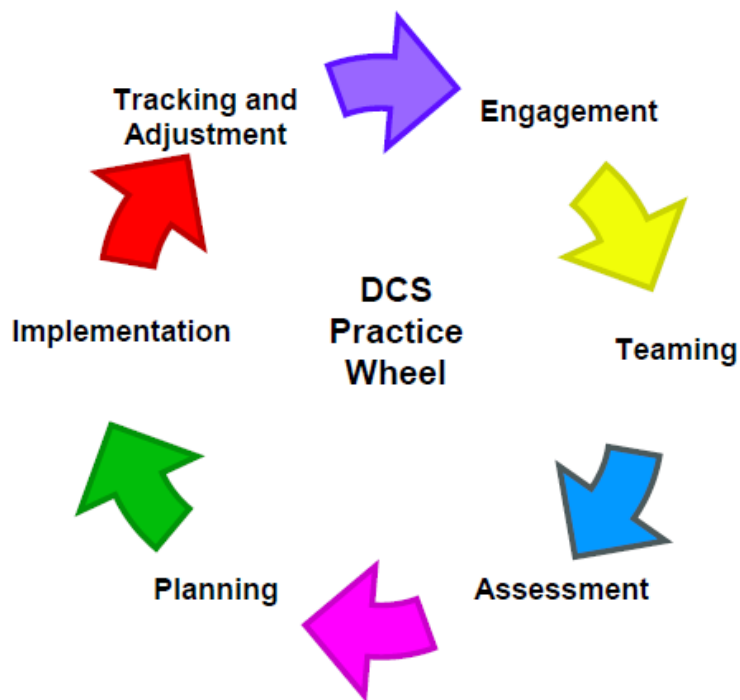 Tracking and
Adjustment
Engagement
DCS
Practice
Wheel
Implementation
Teaming
Planning
Assessment